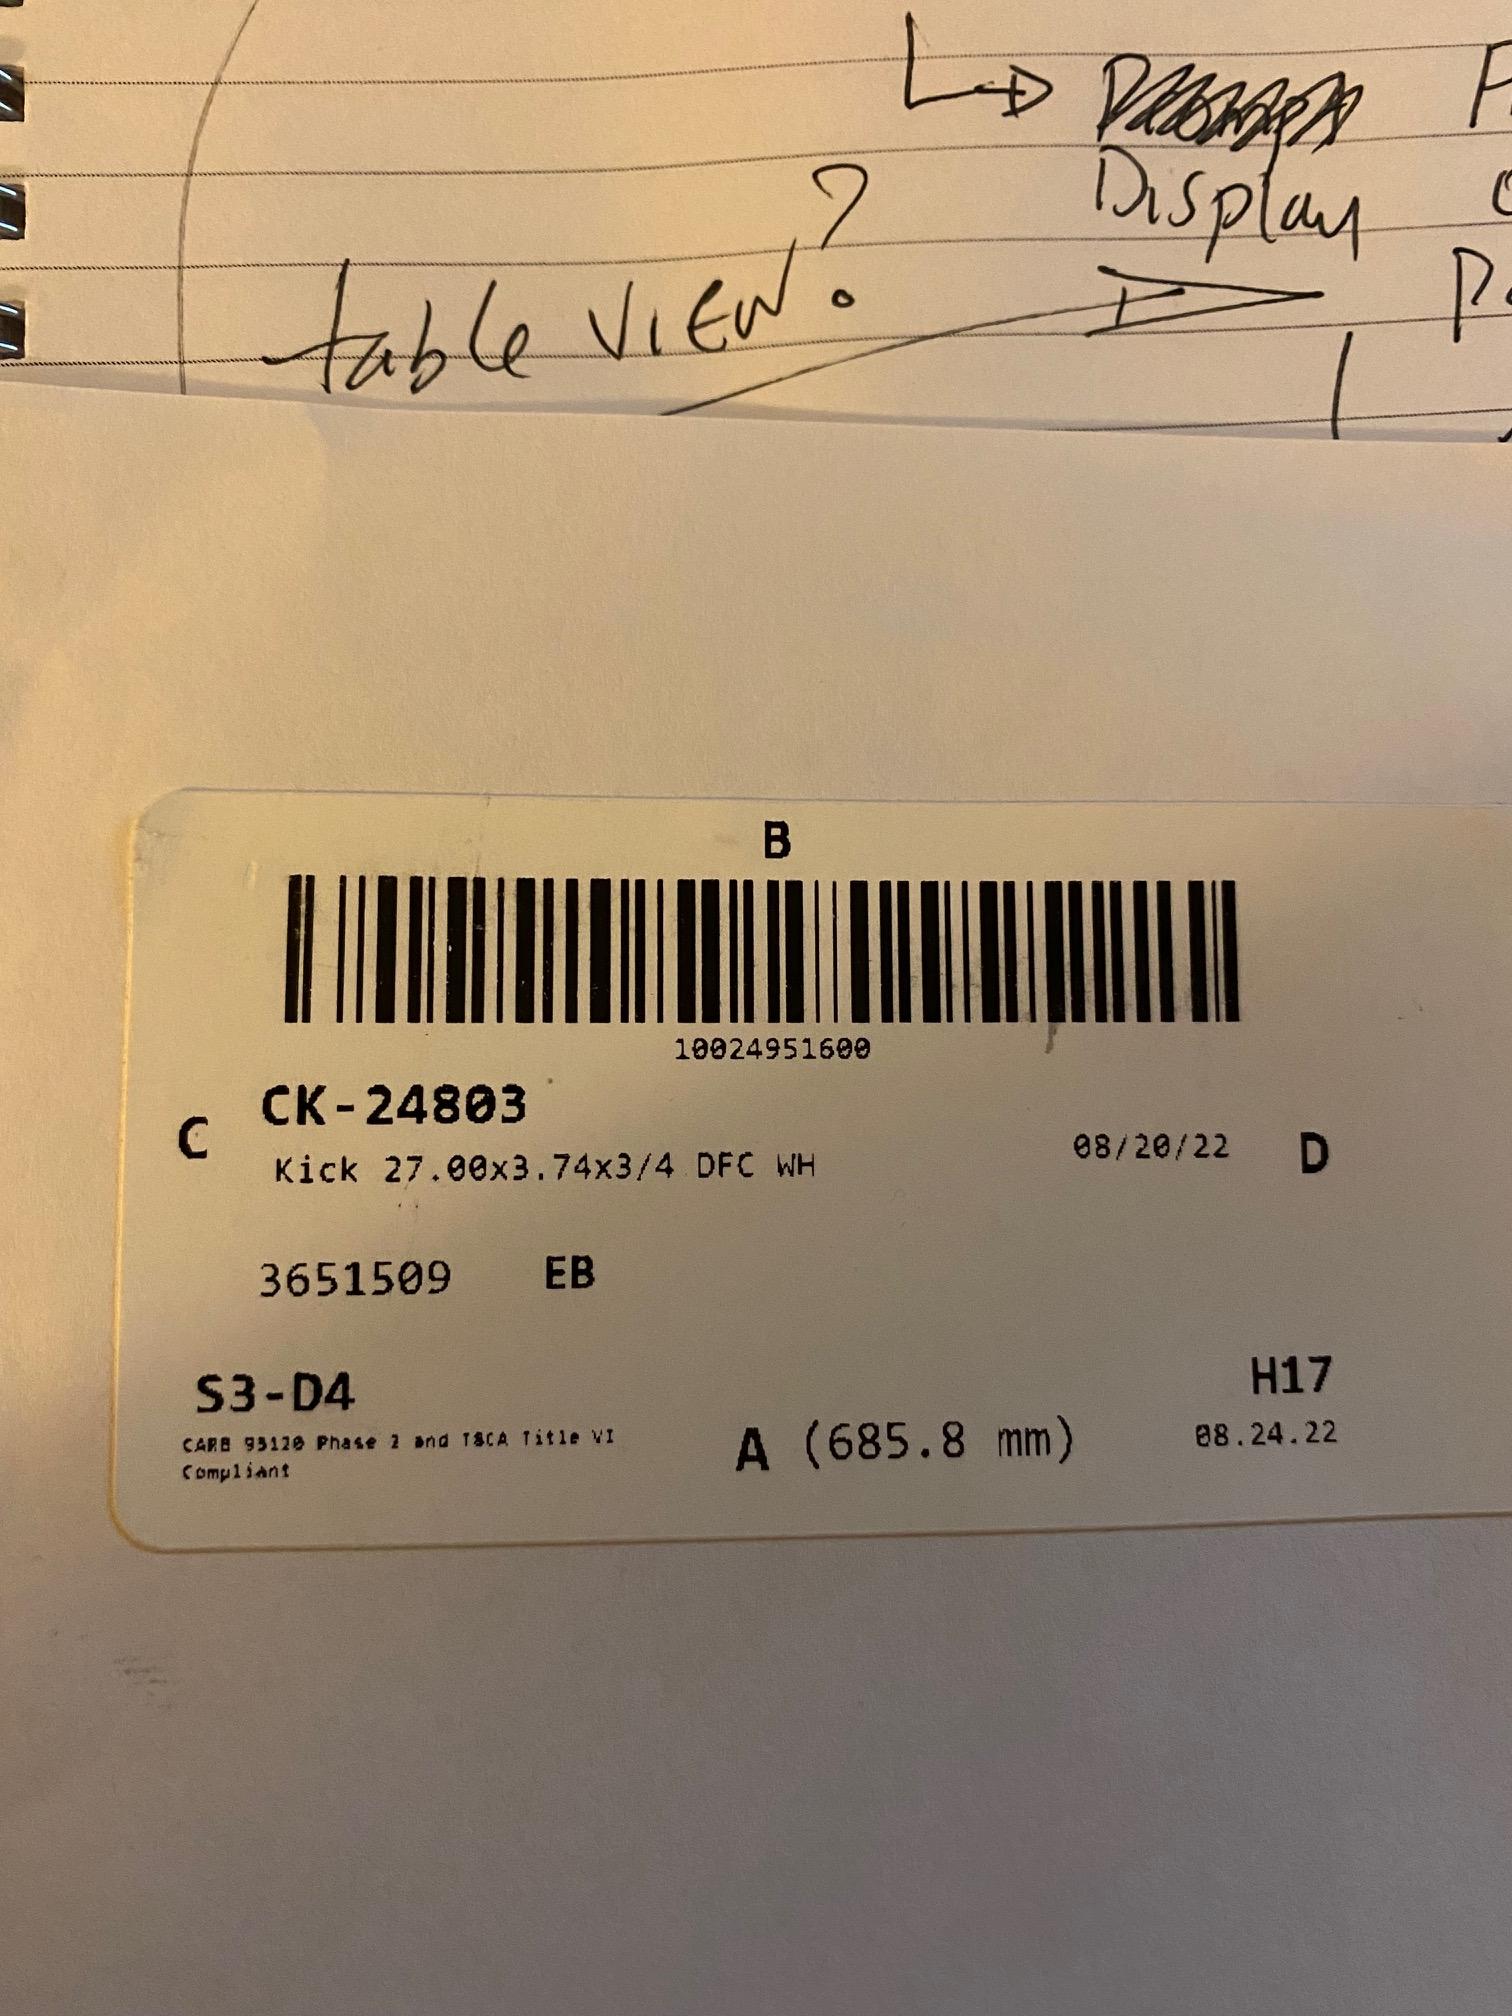 Display
table VIEW?
B
10024951600
CK-24803
C
Kick 27.00x3.74x3/4 DFC WH
08/20/22
D
3651509 EB
S3-D4
H17
CARB 93120 Phase 2 and TSCA Title VI
Compliant
A (685.8 mm)
08.24.22